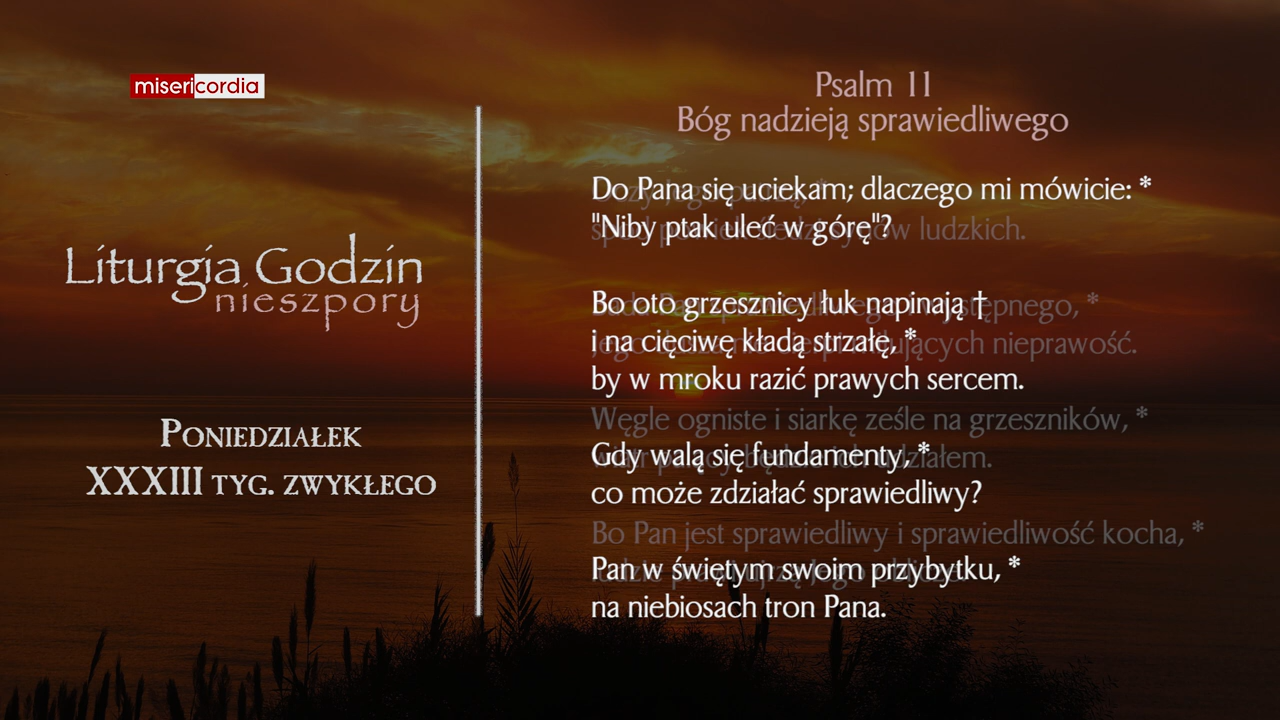 misericordia
Liturgia Godzin
nieszpory
Poniedziałek
XXXIII tyg. zwykłego
Psalm 11
Bóg nadzieją sprawiedliwego
Do Pana się uciekam; dlaczego mi mówicie: *
"Niby ptak uleć w górę"?
ludzkich.
Bo oto grzesznicy łuk napinają †
i na cięciwę kładą strzałę, *
nieprawość.
by w mroku razić prawych sercem.
Węgle ogniste i siarkę ześle na grzeszników, *
Gdy walą się fundamenty, *
co może zdziałać sprawiedliwy?
Bo Pan jest sprawiedliwy i sprawiedliwość kocha, *
Pan w świętym swoim przybytku, *
na niebiosach tron Pana.